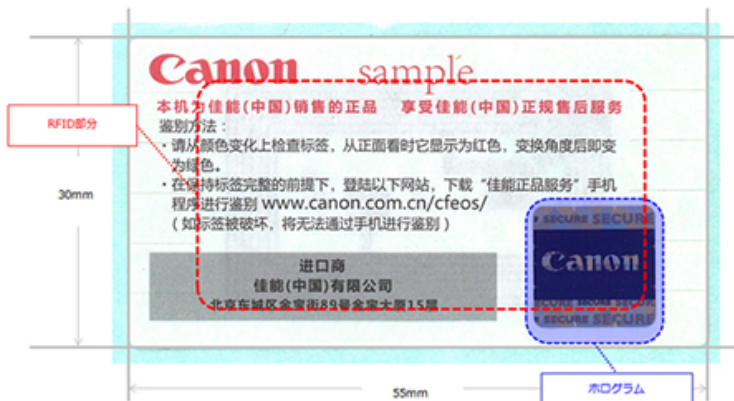 Canon sample
本机为佳能(中国)销售的正品 享受佳能(中国)正规售后服务
鉴别方法：
・请从颜色变化上检查标签，从正面看时它显示为红色，变换角度后即变
为绿色。
・在保持标签完整的前提下，登陆以下网站，下载“佳能正品服务”手机
程序进行鉴别 www.canon.com.cn/cfeos/
（如标签被破坏，将无法通过手机进行鉴别）
进口商
佳能(中国)有限公司
北京东城区金宝街89号金宝大厦15层
RFID部分
30mm
SECURE SECURE
Canon
SECURE SECURE SECURE
SECURE SECURE
55mm
ホログラム